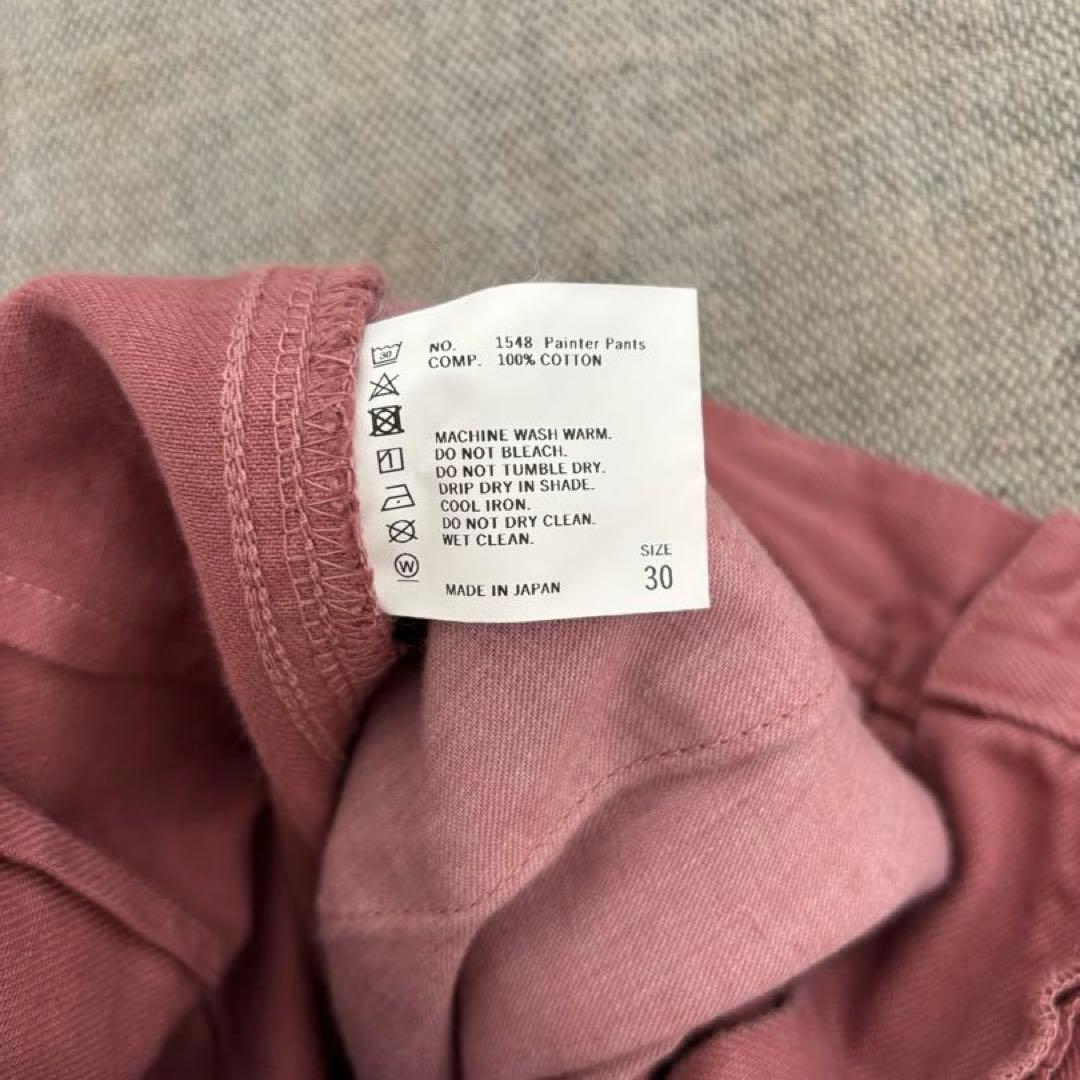 NO. 1548 Painter Pants
COMP. 100% COTTON
30
MACHINE WASH WARM.
DO NOT BLEACH.
DO NOT TUMBLE DRY.
DRIP DRY IN SHADE.
COOL IRON.
DO NOT DRY CLEAN.
WET CLEAN.
W
SIZE
30
MADE IN JAPAN